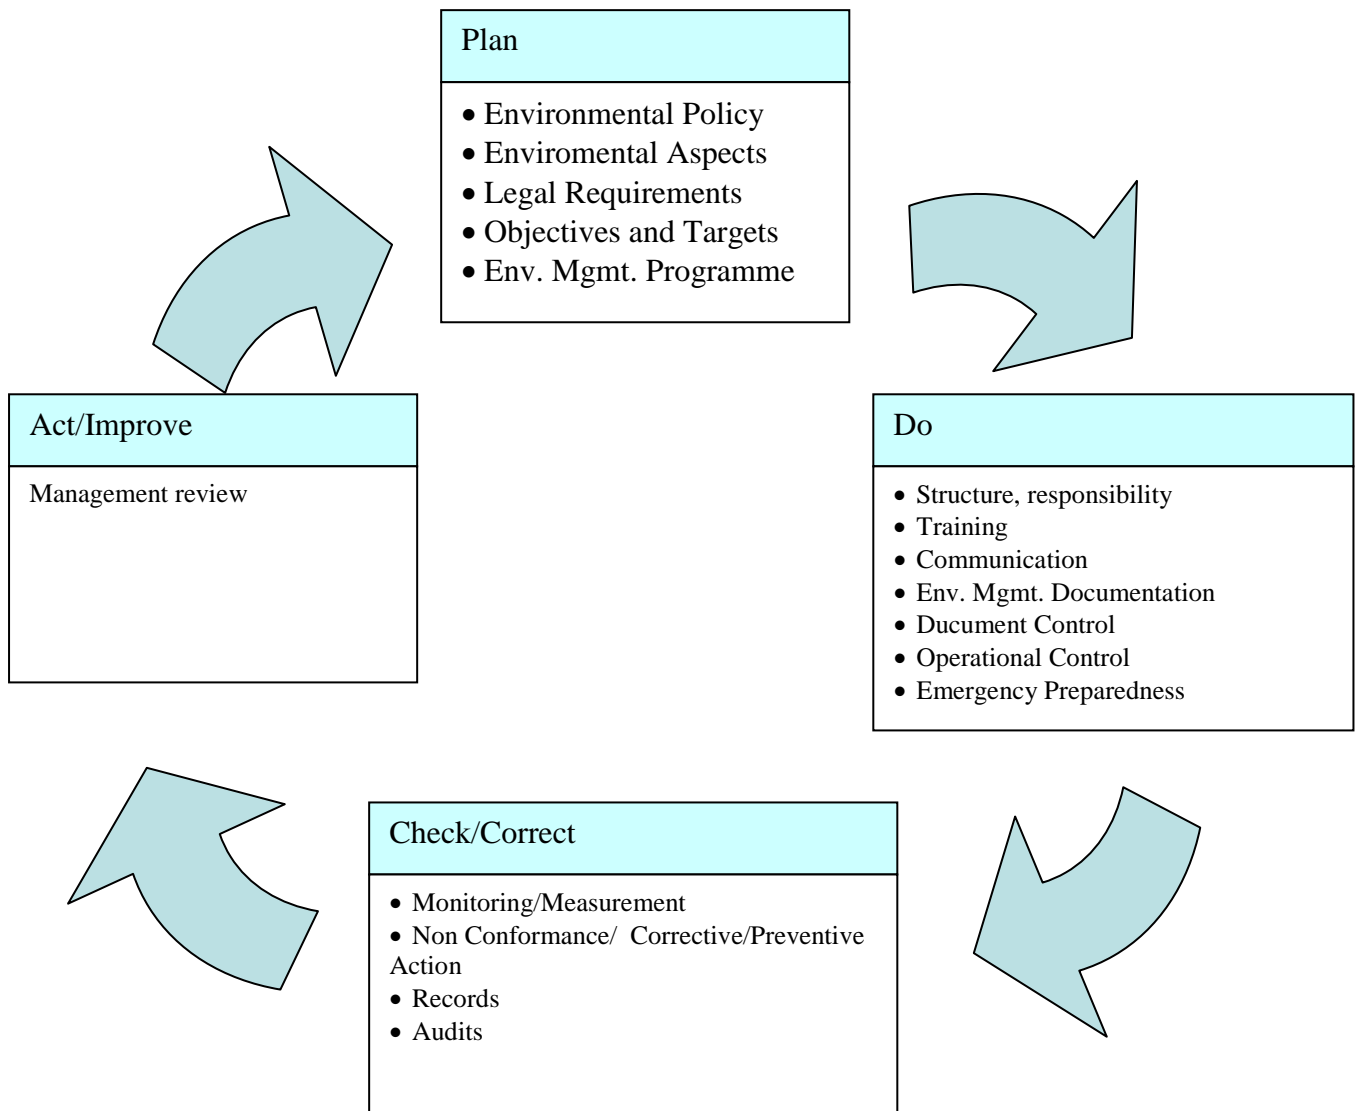 Plan
• Environmental Policy
• Enviromental Aspects
• Legal Requirements
• Objectives and Targets
• Env. Mgmt. Programme
Do
• Structure, responsibility
• Training
• Communication
• Env. Mgmt. Documentation
• Ducument Control
• Operational Control
• Emergency Preparedness
Check/Correct
• Monitoring/Measurement
• Non Conformance/ Corrective/Preventive
Action
• Records
• Audits
Act/Improve
Management review